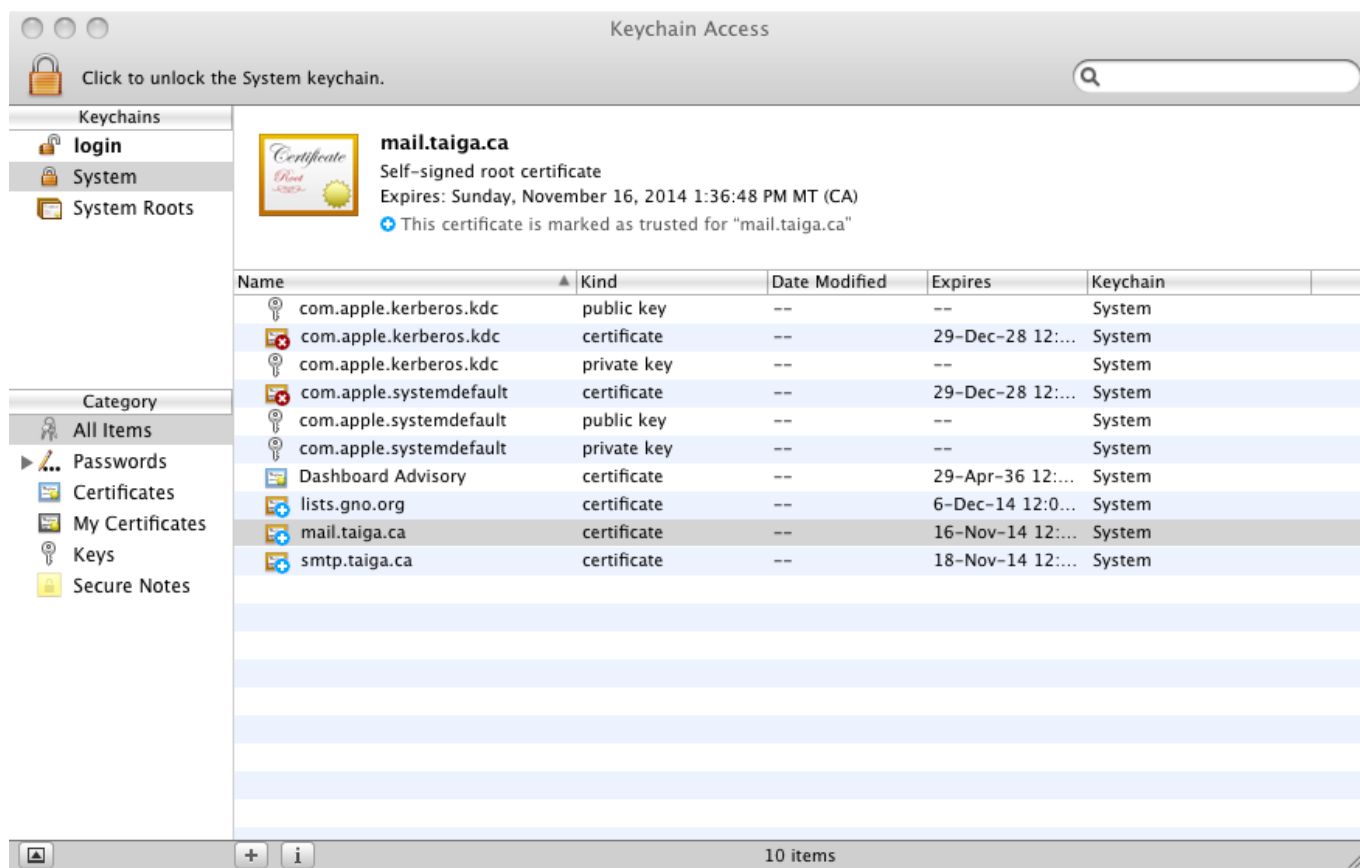 Keychain Access
Click to unlock the System keychain.
Keychains
login
System
System Roots
Certificate
Root
mail.taiga.ca
Self-signed root certificate
Expires: Sunday, November 16, 2014 1:36:48 PM MT (CA)
This certificate is marked as trusted for “mail.taiga.ca”
Name Kind Date Modified Expires Keychain
com.apple.kerberos.kdc public key -- -- System
com.apple.kerberos.kdc certificate -- 29-Dec-28 12:... System
com.apple.kerberos.kdc private key -- -- System
com.apple.systemdefault certificate -- 29-Dec-28 12:... System
com.apple.systemdefault public key -- -- System
com.apple.systemdefault private key -- -- System
Dashboard Advisory certificate -- 29-Apr-36 12:... System
lists.gno.org certificate -- 6-Dec-14 12:0... System
mail.taiga.ca certificate -- 16-Nov-14 12:... System
smtp.taiga.ca certificate -- 18-Nov-14 12:... System
Category
All Items
Passwords
Certificates
My Certificates
Keys
Secure Notes
10 items